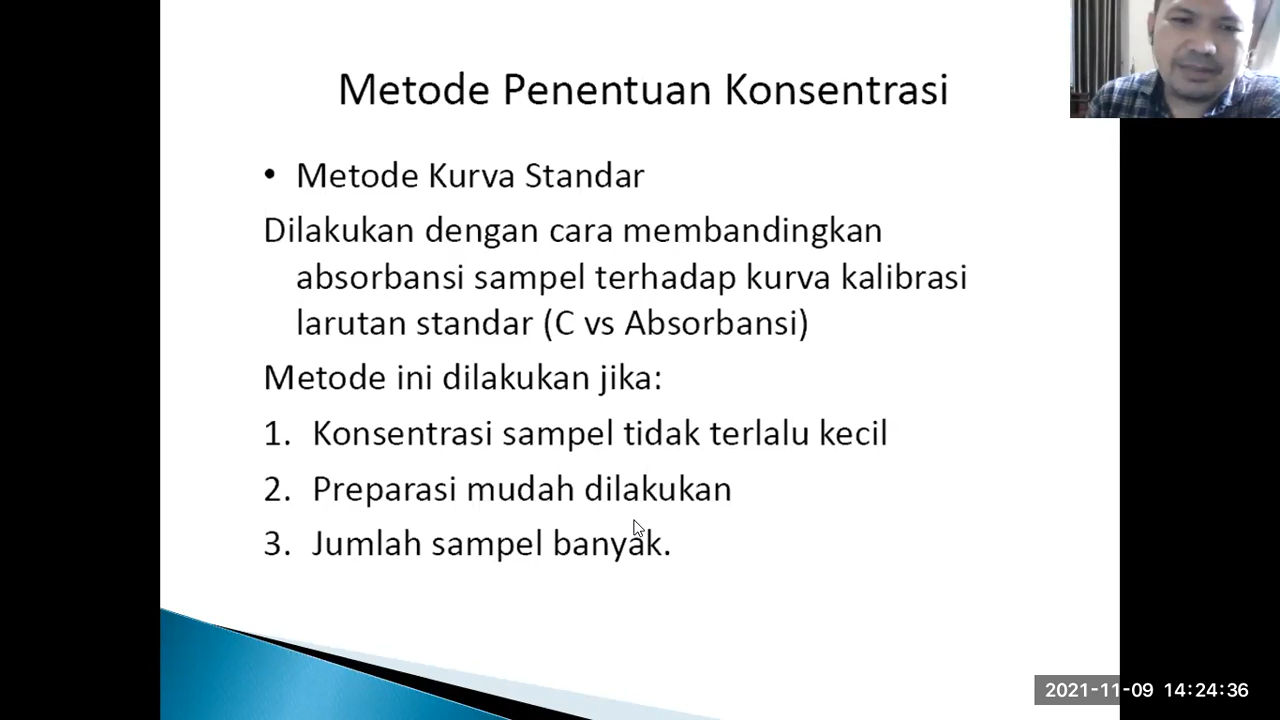 Metode Penentuan Konsentrasi
• Metode Kurva Standar
Dilakukan dengan cara membandingkan
absorbansi sampel terhadap kurva kalibrasi
larutan standar (C vs Absorbansi)
Metode ini dilakukan jika:
1. Konsentrasi sampel tidak terlalu kecil
2. Preparasi mudah dilakukan
3. Jumlah sampel banyak.
2021-11-09 14:24:36